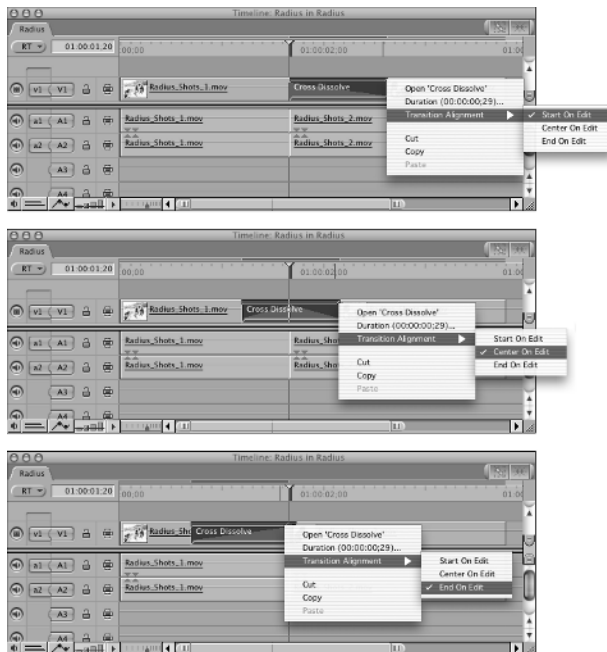 Timeline: Radius in Radius
Radius
RT 01:00:01;20 00;00 01:00:02;00 01:00
v1 V1 Radius_Shots_1.mov Cross Dissolve
Open 'Cross Dissolve'
Duration (00:00:00;29)...
Transition Alignment
Start On Edit
Center On Edit
End On Edit
Cut
Copy
Paste
a1 A1 Radius_Shots_1.mov Radius_Shots_2.mov
a2 A2 Radius_Shots_1.mov Radius_Shots_2.mov
A3
A4
Timeline: Radius in Radius
Radius
RT 01:00:01;20 00;00 01:00:02;00 01:00
v1 V1 Radius_Shots_1.mov Cross Dissolve
Open 'Cross Dissolve'
Duration (00:00:00;29)...
Transition Alignment
Start On Edit
Center On Edit
End On Edit
Cut
Copy
Paste
a1 A1 Radius_Shots_1.mov Radius_Sho
a2 A2 Radius_Shots_1.mov Radius_Sho
A3
A4
Timeline: Radius in Radius
Radius
RT 01:00:01;20 00;00 01:00:02;00 01:00
v1 V1 Radius_Sh Cross Dissolve
Open 'Cross Dissolve'
Duration (00:00:00;29)...
Transition Alignment
Start On Edit
Center On Edit
End On Edit
Cut
Copy
Paste
a1 A1 Radius_Shots_1.mov
a2 A2 Radius_Shots_1.mov
A3
A4